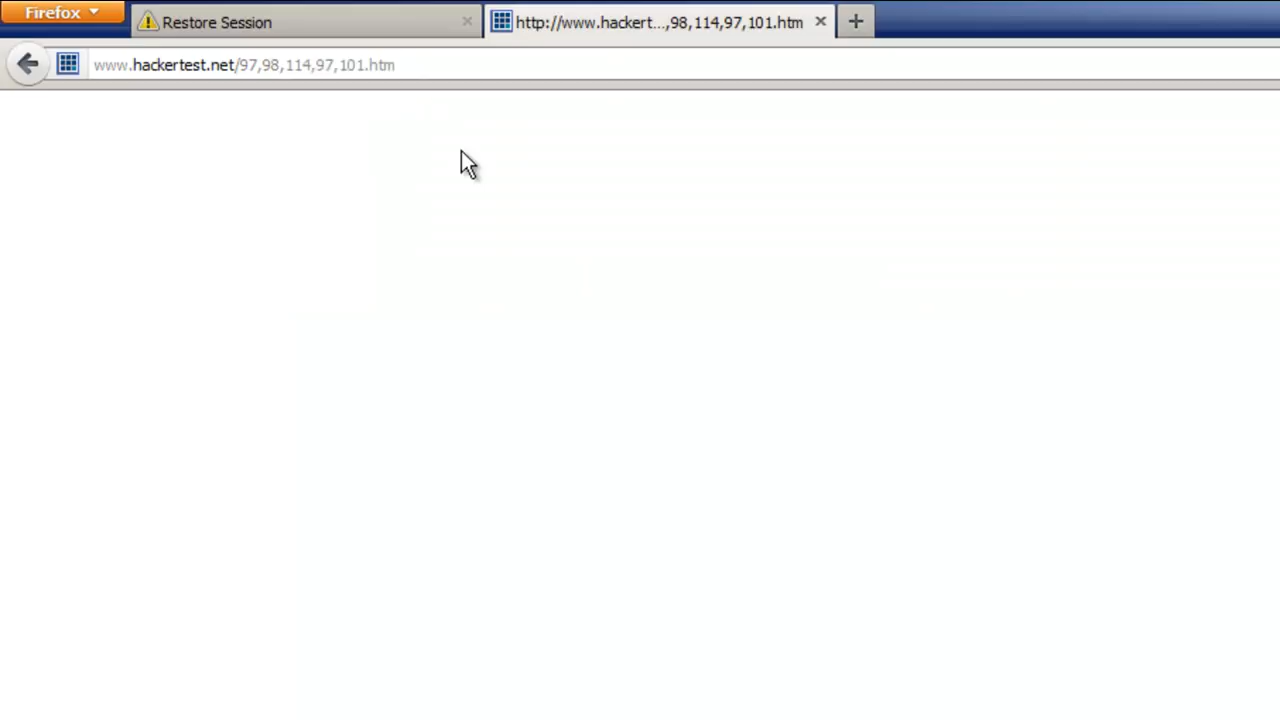 Firefox
Restore Session
http://www.hackert...,98,114,97,101.htm
www.hackertest.net/97,98,114,97,101.htm